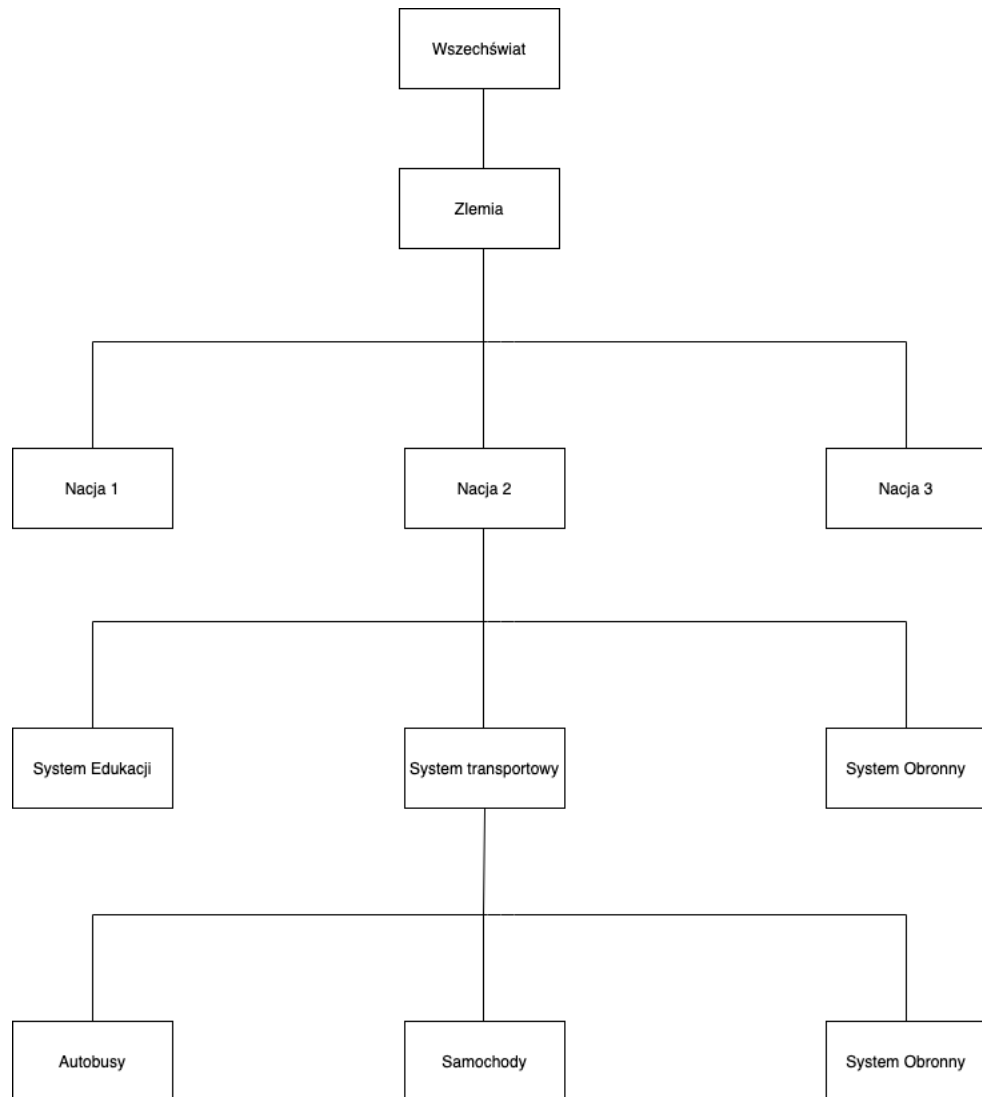 Wszechświat
Zlemia
Nacja 1
Nacja 2
Nacja 3
System Edukacji
System transportowy
System Obronny
Autobusy
Samochody
System Obronny